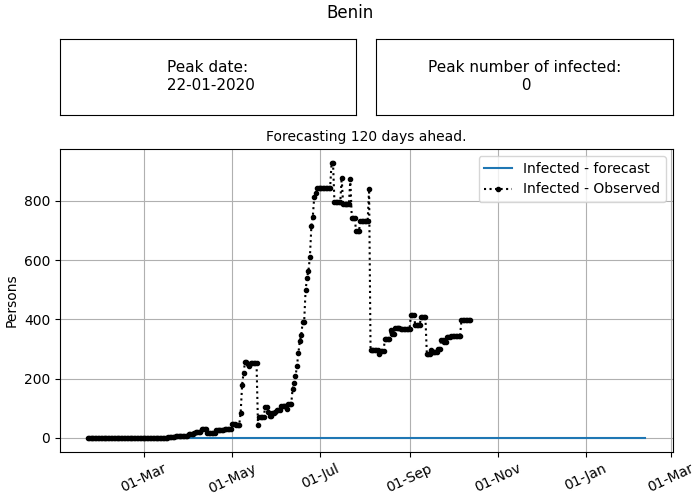 Benin
Peak date:
22-01-2020
Peak number of infected:
0
Forecasting 120 days ahead.
Infected - forecast
Infected - Observed
Persons
800
600
400
200
0
01-Mar
01-May
01-Jul
01-Sep
01-Nov
01-Jan
01-Mar